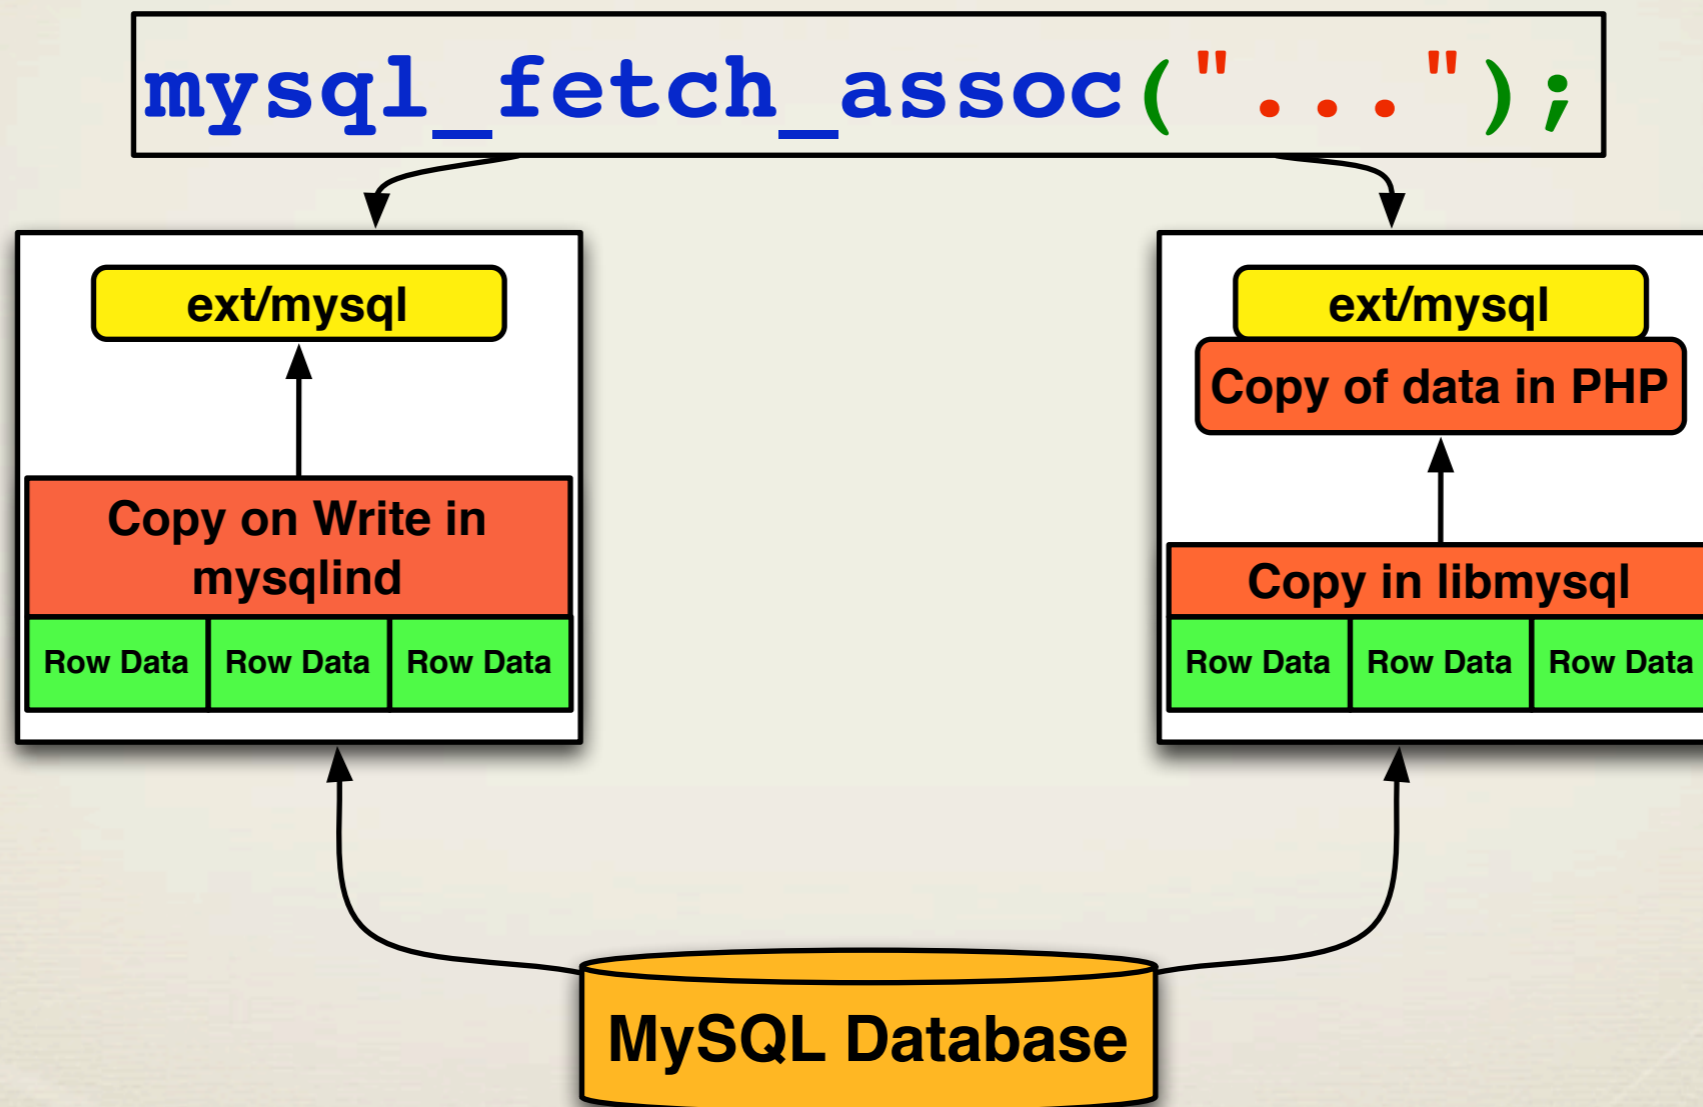 mysql_fetch_assoc("...");
ext/mysql
Copy on Write in
mysqlind
Row Data Row Data Row Data
ext/mysql
Copy of data in PHP
Copy in libmysql
Row Data Row Data Row Data
MySQL Database